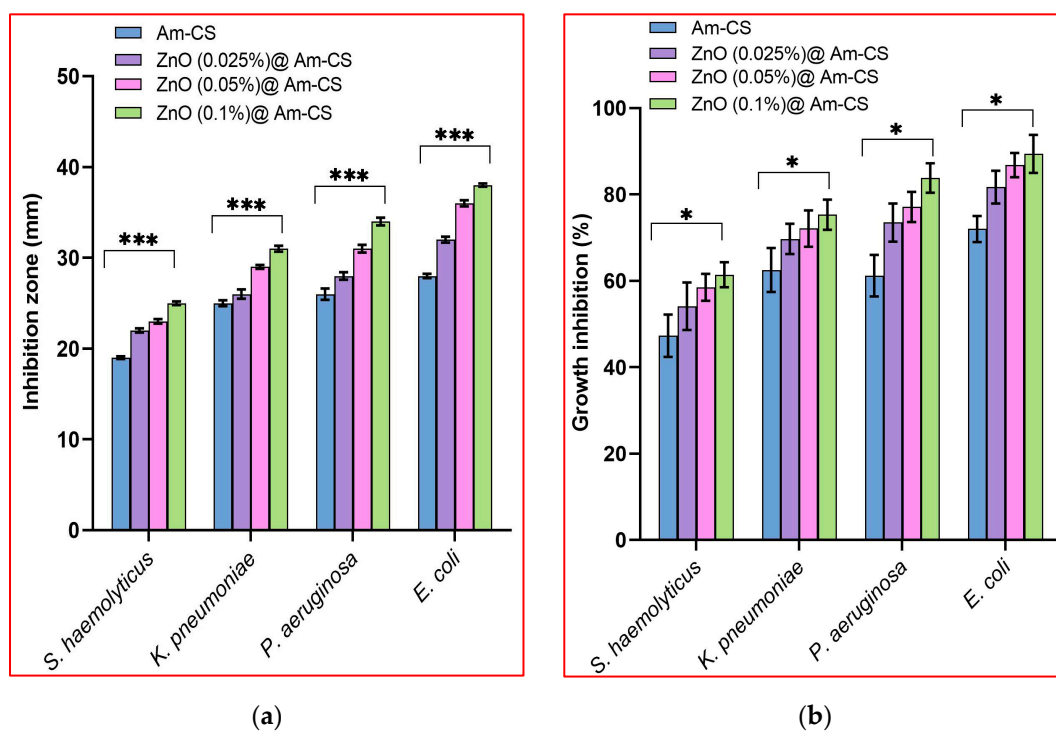 Am-CS
ZnO (0.025%)@ Am-CS
ZnO (0.05%)@ Am-CS
ZnO (0.1%)@ Am-CS
Inhibition zone (mm)
50
40
30
20
10
0
***
***
***
***
S. haemolyticus
K. pneumoniae
P. aeruginosa
E. coli
(a)
Am-CS
ZnO (0.025%)@ Am-CS
ZnO (0.05%)@ Am-CS
ZnO (0.1%)@ Am-CS
Growth inhibition (%)
100
80
60
40
20
0
*
*
*
*
S. haemolyticus
K. pneumoniae
P. aeruginosa
E. coli
(b)